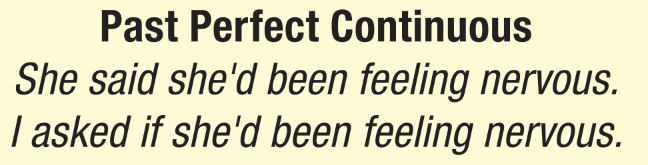 Past Perfect Continuous
She said she'd been feeling nervous.
I asked if she'd been feeling nervous.